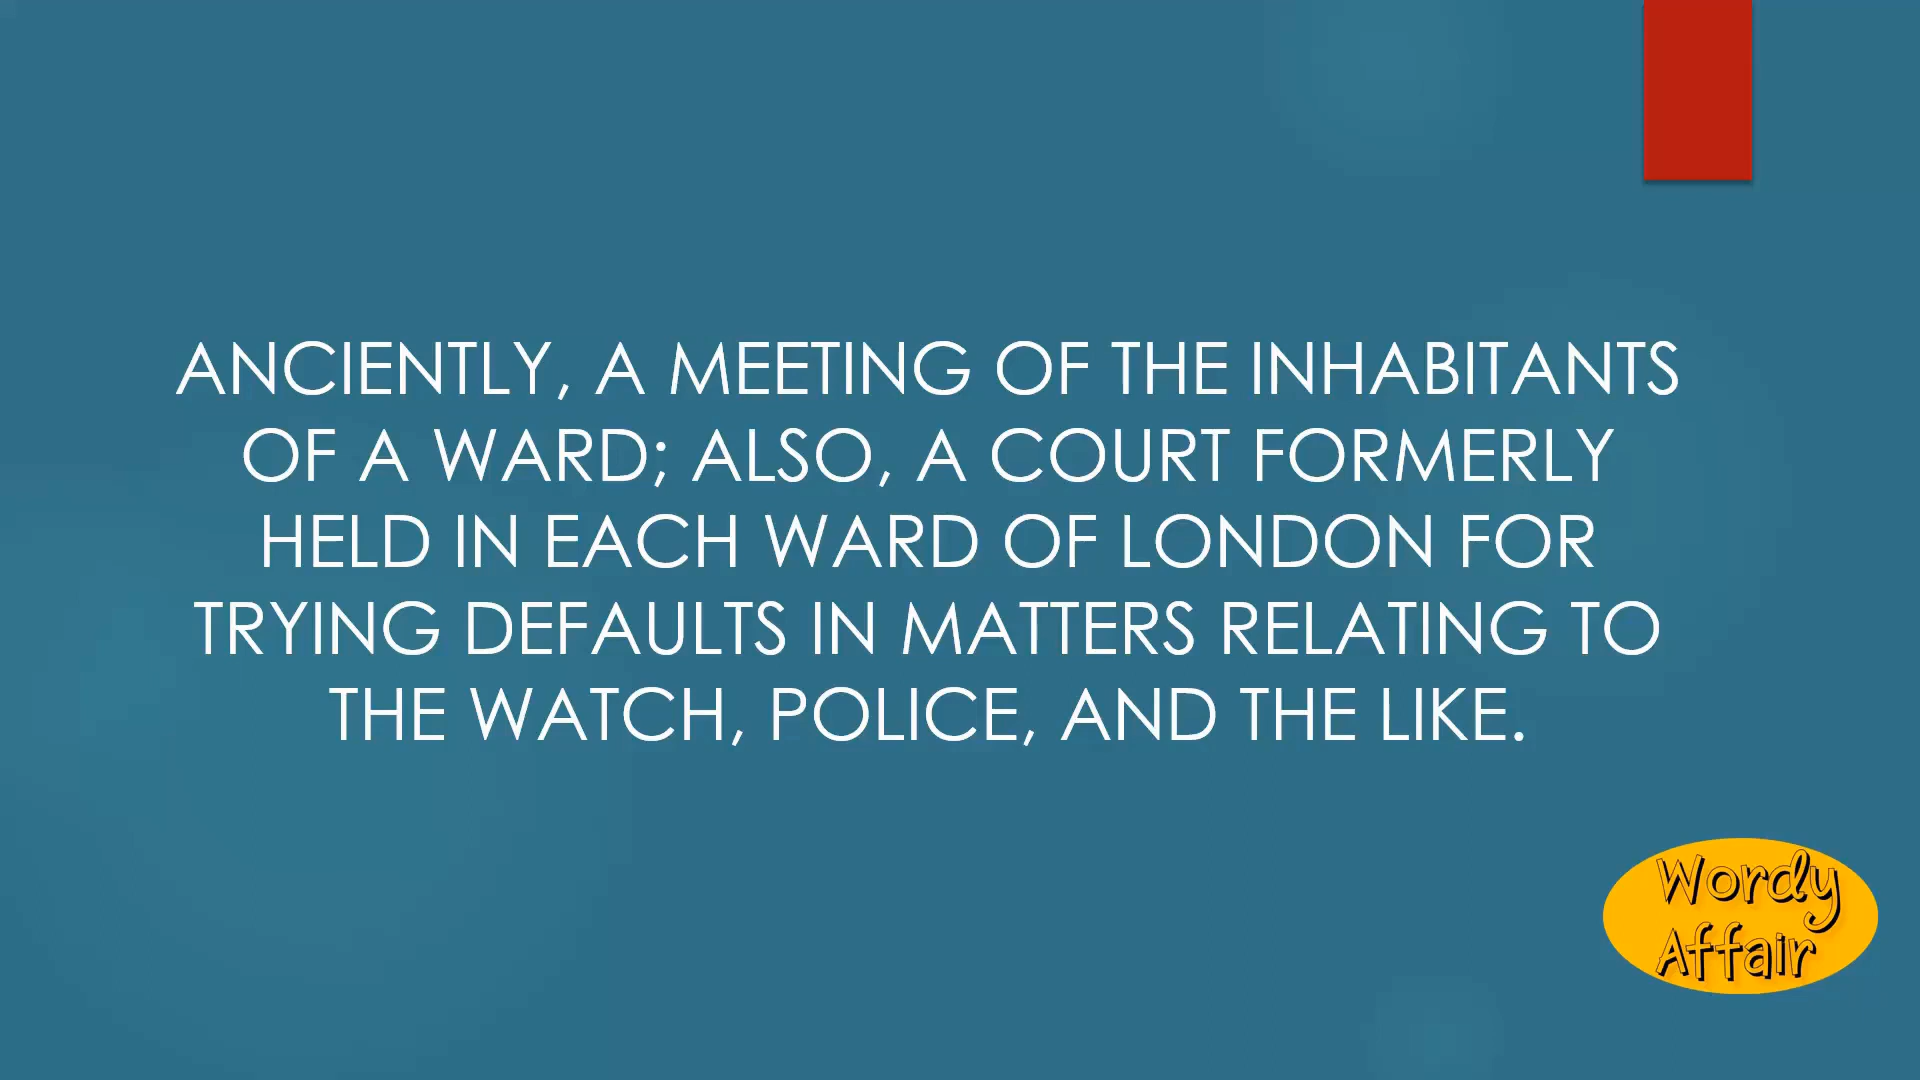 ANCIENTLY, A MEETING OF THE INHABITANTS
OF A WARD; ALSO, A COURT FORMERLY
HELD IN EACH WARD OF LONDON FOR
TRYING DEFAULTS IN MATTERS RELATING TO
THE WATCH, POLICE, AND THE LIKE.
Wordy
Affair